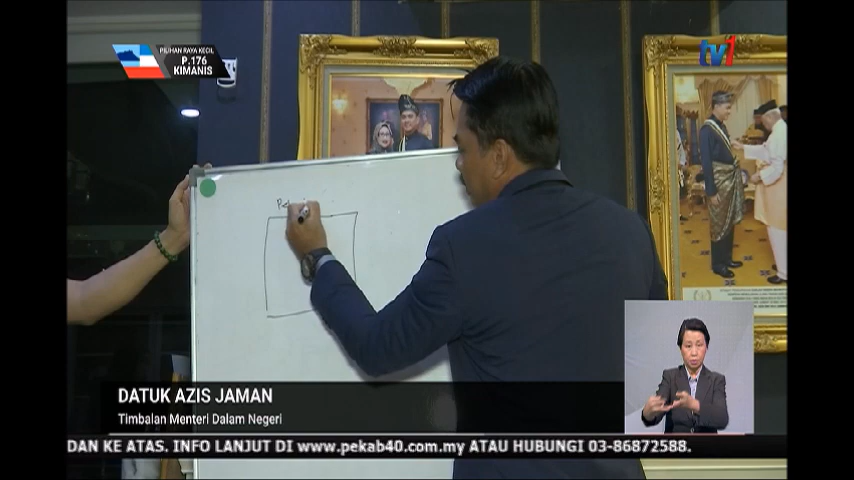 PILIHAN RAYA KECIL
P.176
KIMANIS
tv1
DATUK AZIS JAMAN
Timbalan Menteri Dalam Negeri
DAN KE ATAS. INFO LANJUT DI www.pekab40.com.my ATAU HUBUNGI 03-86872588.